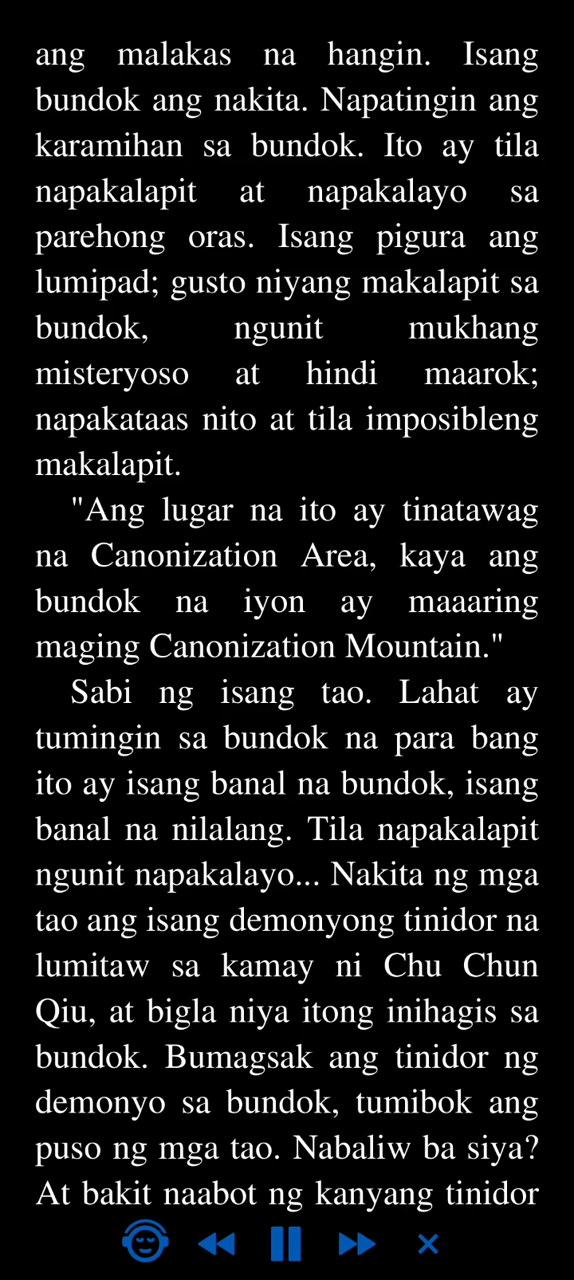 ang malakas na hangin. Isang
bundok ang nakita. Napatingin ang
karamihan sa bundok. Ito ay tila
napakalapit at napakalayo sa
parehong oras. Isang pigura ang
lumipad; gusto niyang makalapit sa
bundok, ngunit mukhang
misteryoso at hindi maarok;
napakataas nito at tila imposibleng
makalapit.
"Ang lugar na ito ay tinatawag
na Canonization Area, kaya ang
bundok na iyon ay maaaring
maging Canonization Mountain."
Sabi ng isang tao. Lahat ay
tumingin sa bundok na para bang
ito ay isang banal na bundok, isang
banal na nilalang. Tila napakalapit
ngunit napakalayo... Nakita ng mga
tao ang isang demonyong tinidor na
lumitaw sa kamay ni Chu Chun
Qiu, at bigla niya itong inihagis sa
bundok. Bumagsak ang tinidor ng
demonyo sa bundok, tumibok ang
puso ng mga tao. Nabaliw ba siya?
At bakit naabot ng kanyang tinidor